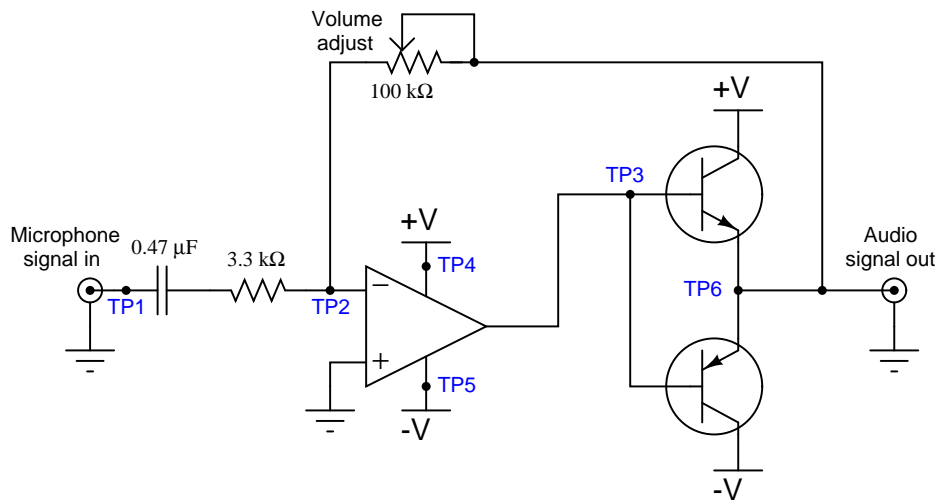 Volume
adjust
100 kΩ
+V
TP3
Microphone
signal in
0.47 μF
3.3 kΩ
+V
TP4
Audio
signal out
TP1
TP2
−
+
TP6
TP5
-V
-V